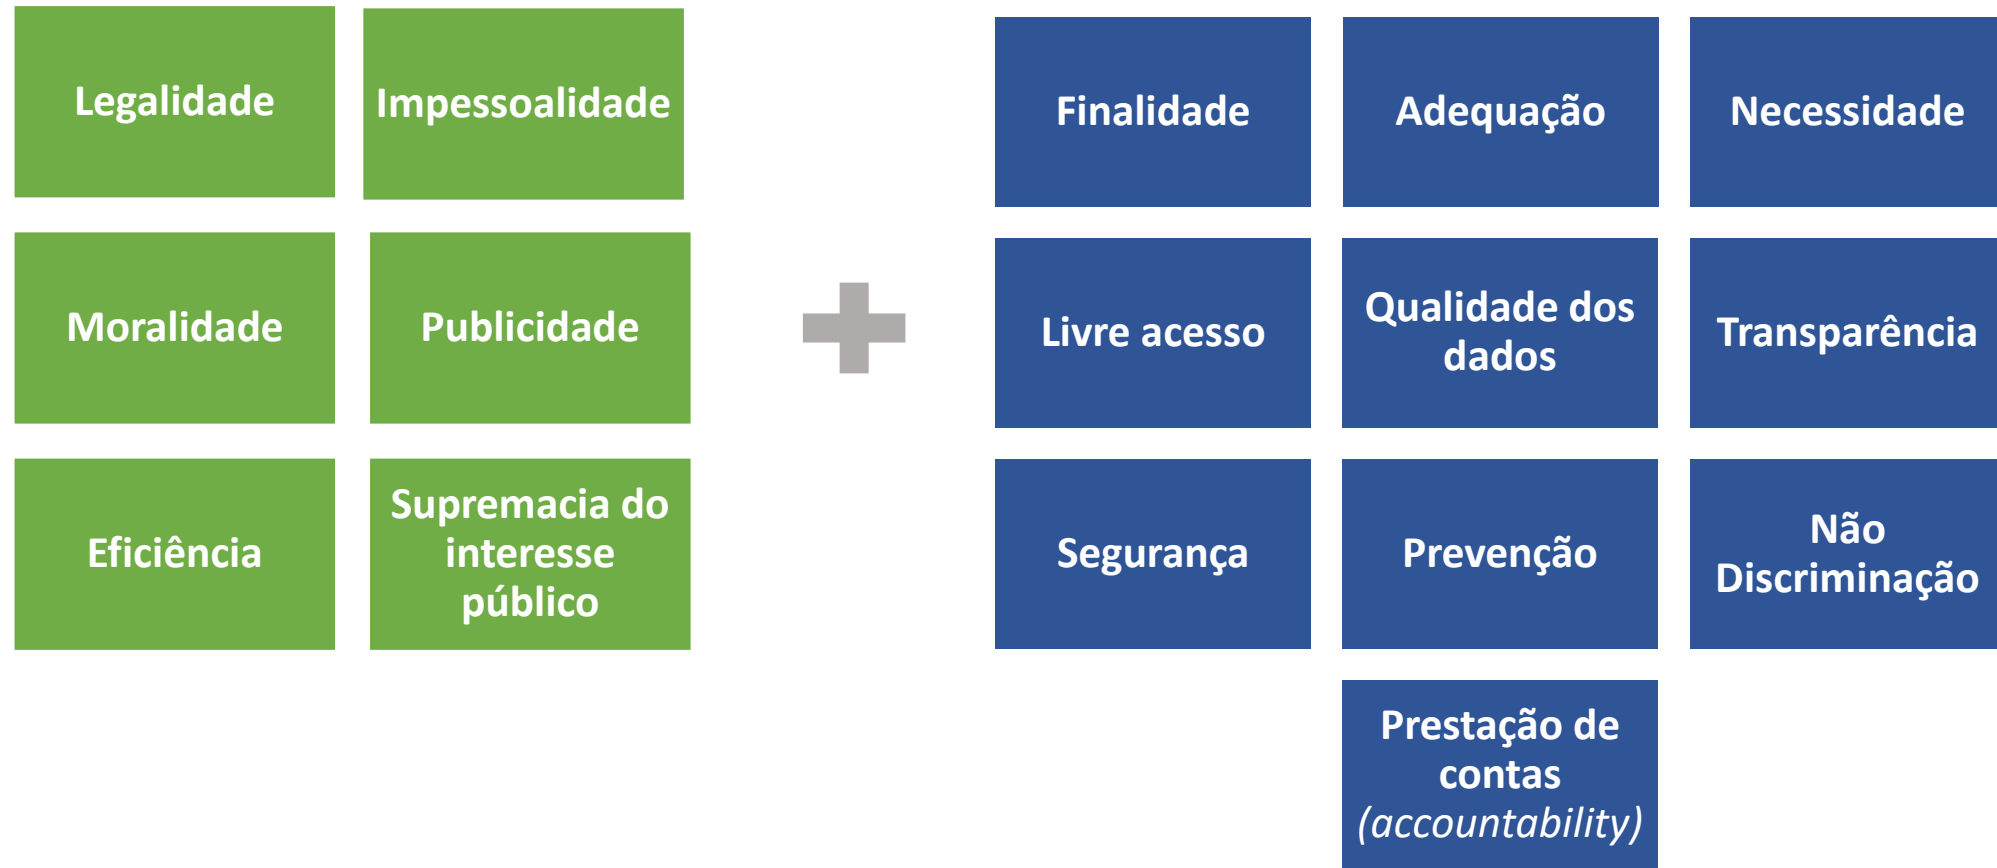 Legalidade
Impessoalidade
Moralidade
Publicidade
Eficiência
Supremacia do
interesse
público
Finalidade
Adequação
Necessidade
Livre acesso
Qualidade dos
dados
Transparência
Segurança
Prevenção
Não
Discriminação
Prestação de
contas
(accountability)